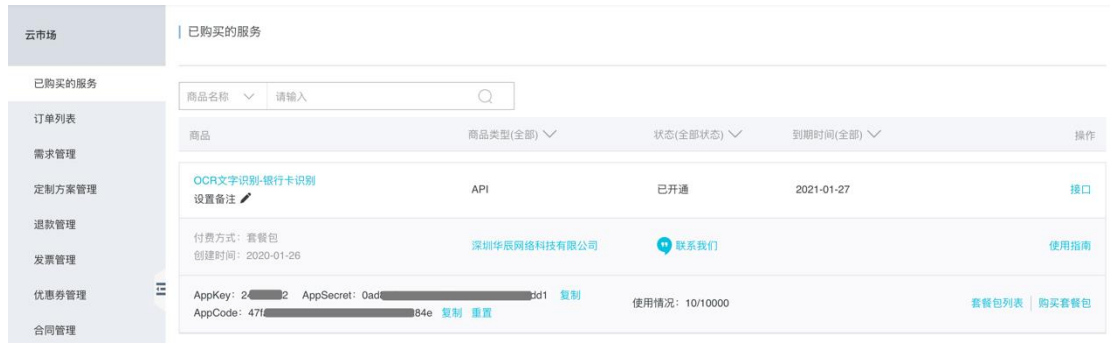 云市场
已购买的服务
订单列表
需求管理
定制方案管理
退款管理
发票管理
优惠券管理
合同管理
已购买的服务
商品名称 请输入
商品 商品类型(全部) 状态(全部状态) 到期时间(全部) 操作
OCR文字识别-银行卡识别 API 已开通 2021-01-27 接口
设置备注
付费方式：套餐包 深圳华辰网络科技有限公司 联系我们 使用指南
创建时间：2020-01-26
AppKey：24 2 AppSecret：0ad dd1 复制 使用情况：10/10000 套餐包列表 购买套餐包
AppCode：47f 84e 复制 重置